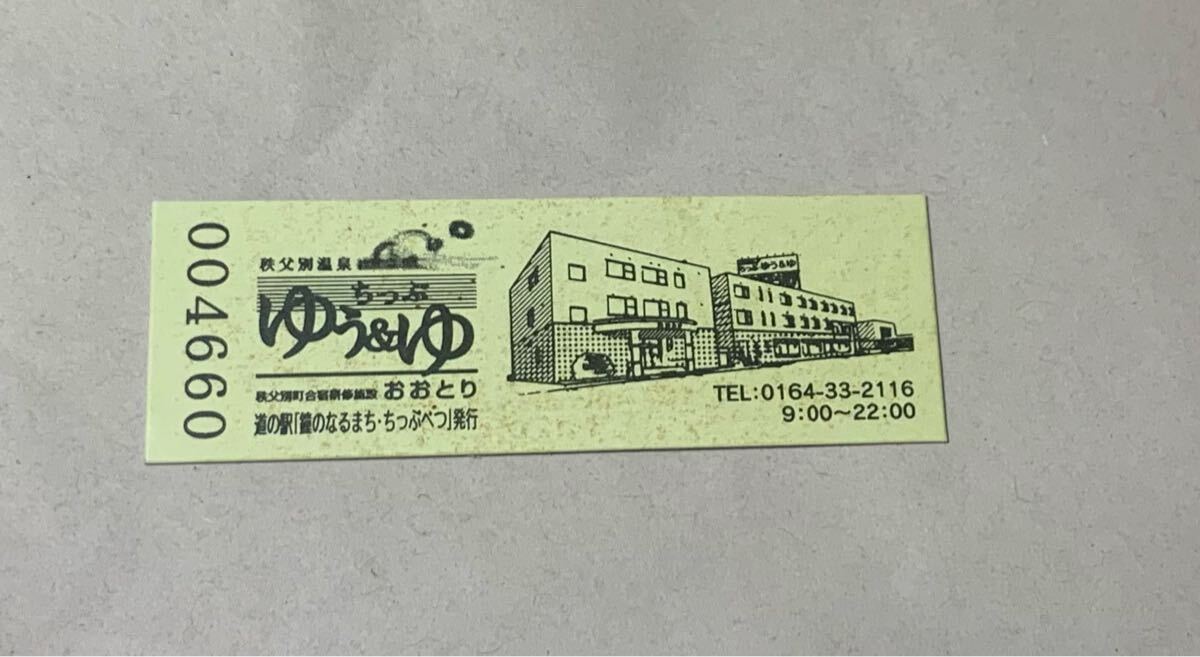 004660
秩父別温泉
ちっぷ
ゆう&ゆ
秩父別町合宿研修施設 おおとり
道の駅「鐘のなるまち・ちっぷべつ」発行
ちっぷ ゆう&ゆ
TEL:0164-33-2116
9:00～22:00